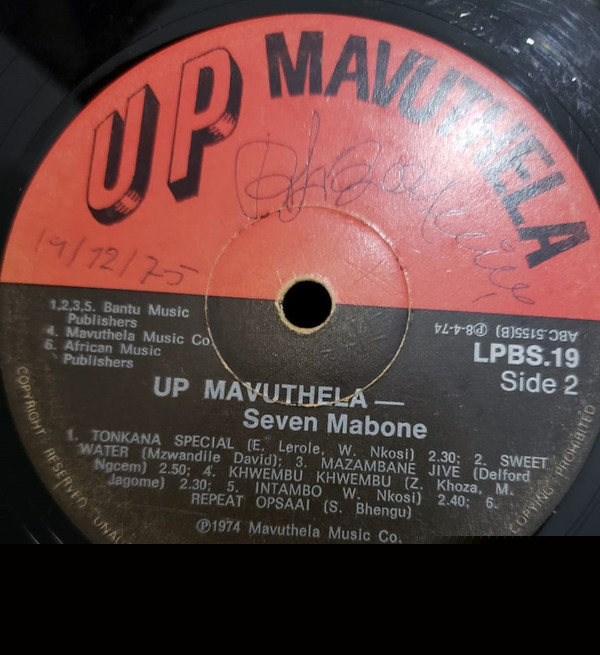 UP MAVUTHELA
19/12/75
1,2,3,5. Bantu Music
Publishers
4. Mavuthela Music Co.
6. African Music
Publishers
ABC.5155(B) Ⓟ8-4-74
LPBS.19
Side 2
UP MAVUTHELA —
Seven Mabone
1. TONKANA SPECIAL (E. Lerole, W. Nkosi) 2.30; 2. SWEET
WATER (Mzwandile David); 3. MAZAMBANE JIVE (Delford
Ngcem) 2.50; 4. KHWEMBU KHWEMBU (Z. Khoza, M.
Jagome) 2.30; 5. INTAMBO W. Nkosi) 2.40; 6.
REPEAT OPSAAI (S. Bhengu)
Ⓟ1974 Mavuthela Music Co.
COPYRIGHT RESERVED
COPYING PROHIBITED